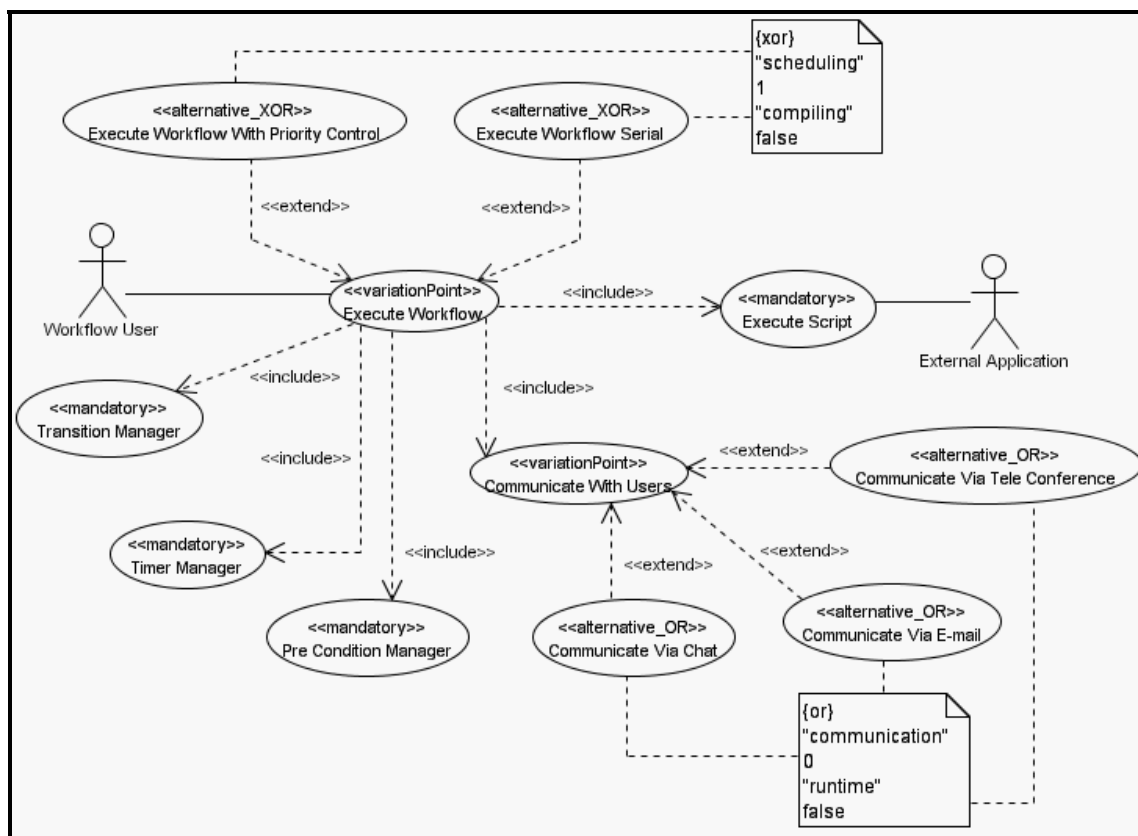 {xor}
"scheduling"
1
"compiling"
false
<<alternative_XOR>>
Execute Workflow With Priority Control
<<alternative_XOR>>
Execute Workflow Serial
<<extend>>
<<extend>>
Workflow User
<<variationPoint>>
Execute Workflow
<<include>>
<<mandatory>>
Execute Script
External Application
<<include>>
<<mandatory>>
Transition Manager
<<include>>
<<include>>
<<variationPoint>>
Communicate With Users
<<extend>>
<<alternative_OR>>
Communicate Via Tele Conference
<<mandatory>>
Timer Manager
<<include>>
<<extend>>
<<extend>>
<<mandatory>>
Pre Condition Manager
<<alternative_OR>>
Communicate Via Chat
<<alternative_OR>>
Communicate Via E-mail
{or}
"communication"
0
"runtime"
false